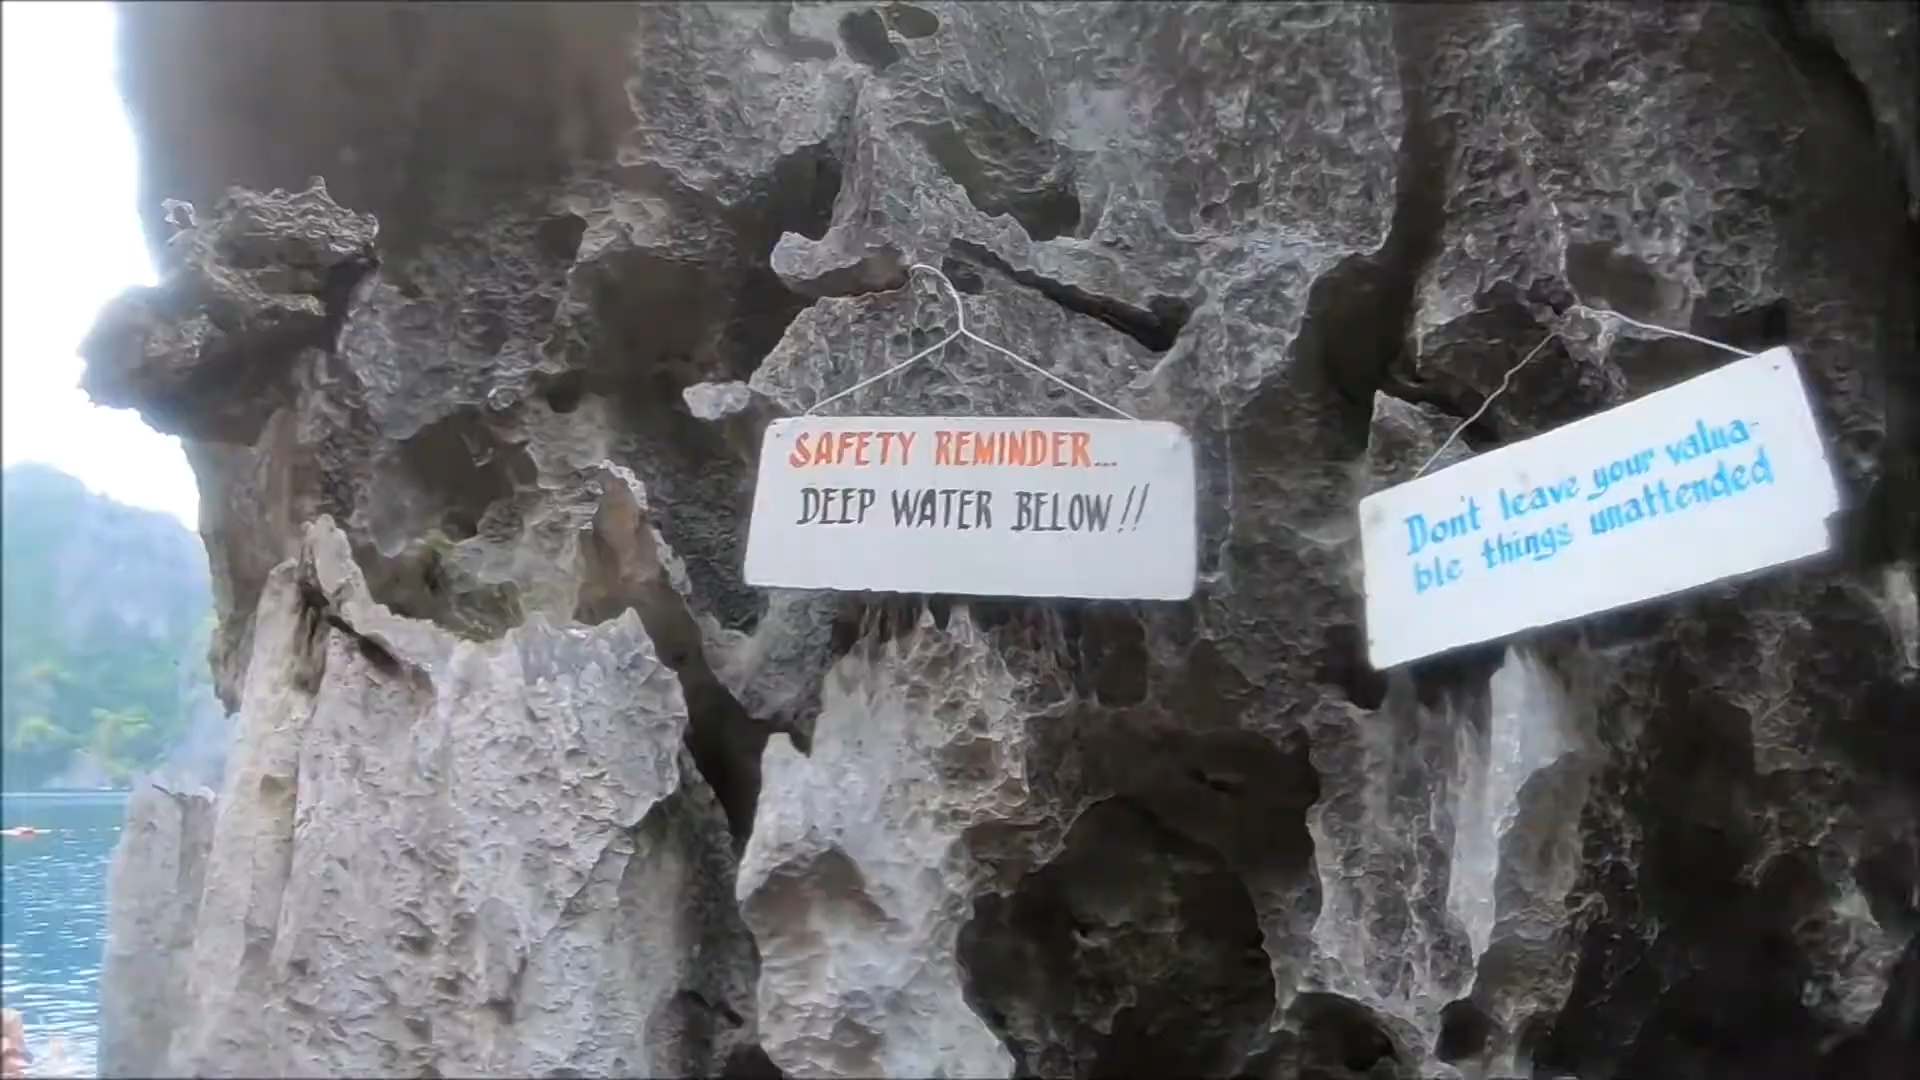 SAFETY REMINDER...
DEEP WATER BELOW!!
Don't leave your valua-
ble things unattended